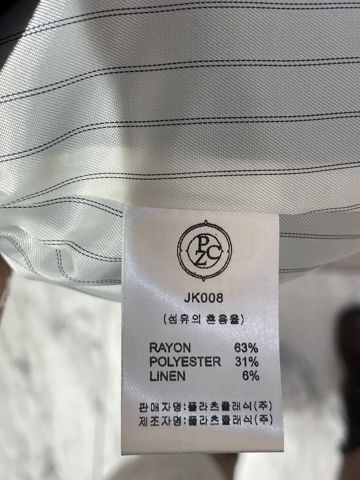 PCZ
JK008
(섬유의 혼용율)
RAYON 63%
POLYESTER 31%
LINEN 6%
판매자명:플라츠클래식(주)
제조자명:플라츠클래식(주)